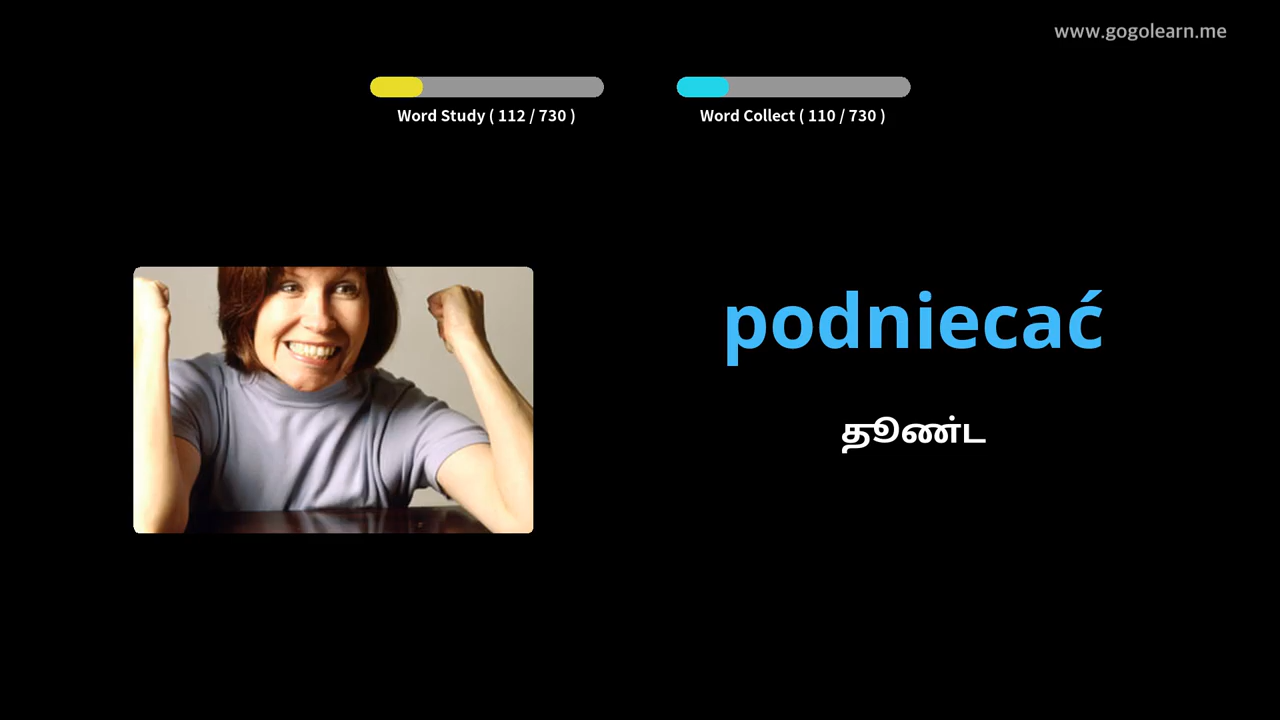 www.gogolearn.me
Word Study ( 112 / 730 )
Word Collect ( 110 / 730 )
podniecać
தூண்ட